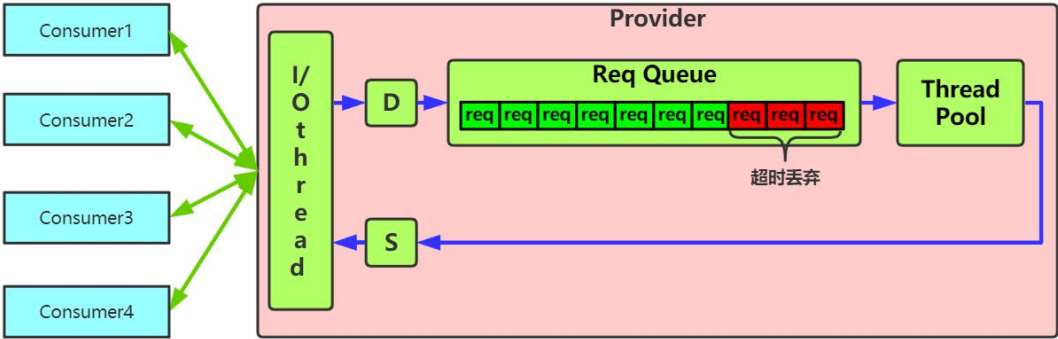 Consumer1
Consumer2
Consumer3
Consumer4
Provider
I/
O
t
h
r
e
a
d
D
Req Queue
req req req req req req req req req req
超时丢弃
Thread
Pool
S